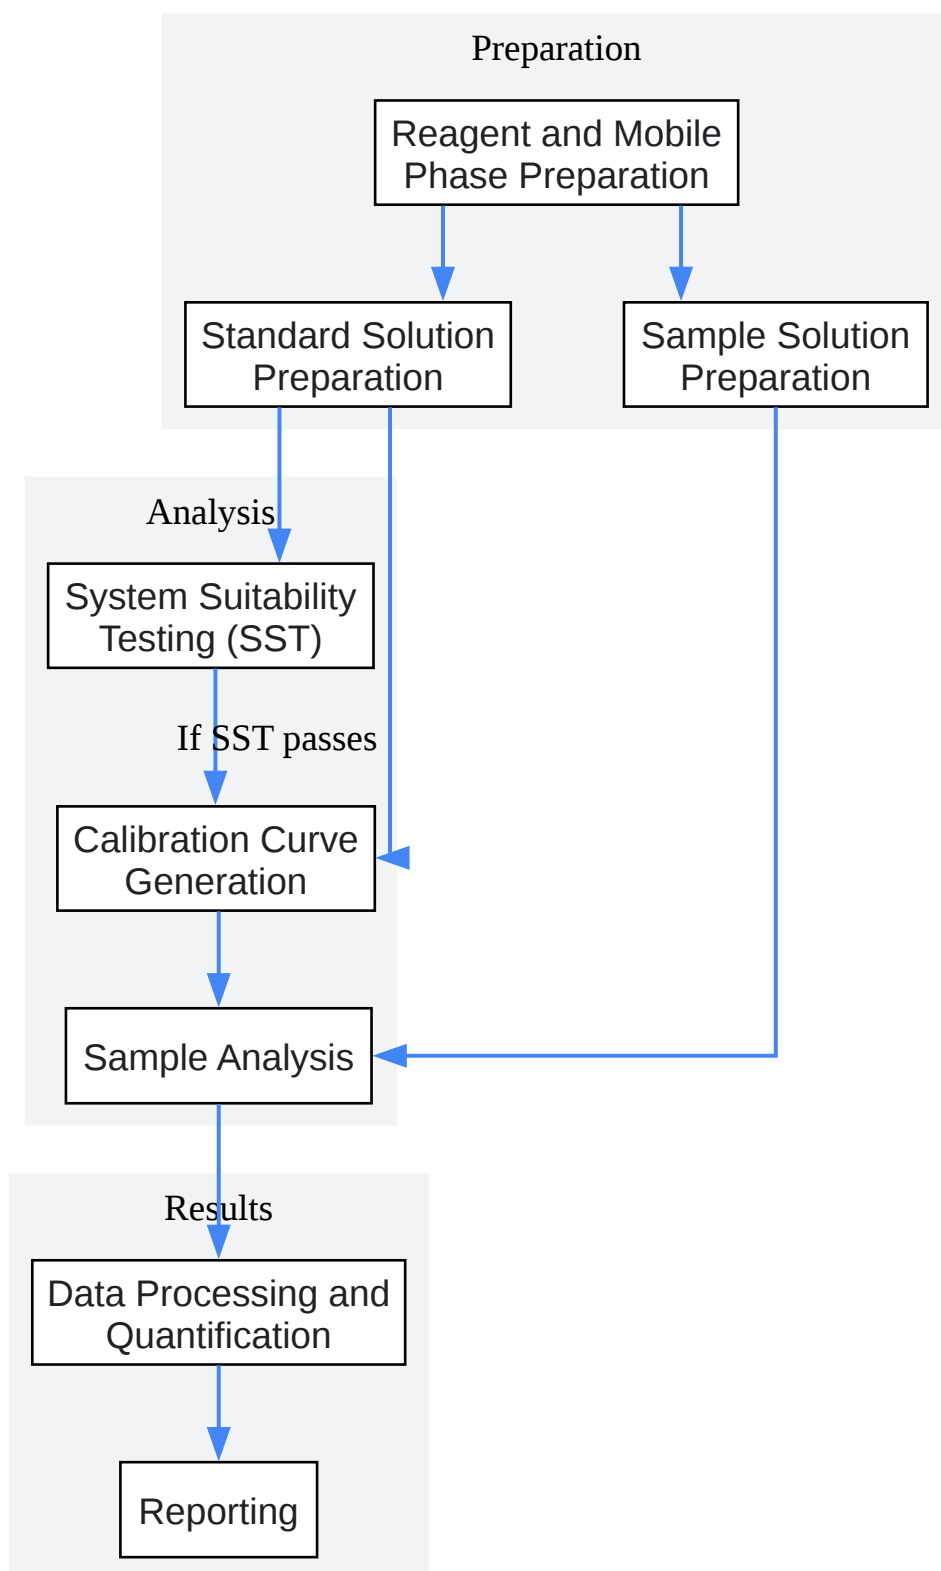 Preparation
Reagent and Mobile
Phase Preparation
Standard Solution
Preparation
Sample Solution
Preparation
Analysis
System Suitability
Testing (SST)
If SST passes
Calibration Curve
Generation
Sample Analysis
Results
Data Processing and
Quantification
Reporting